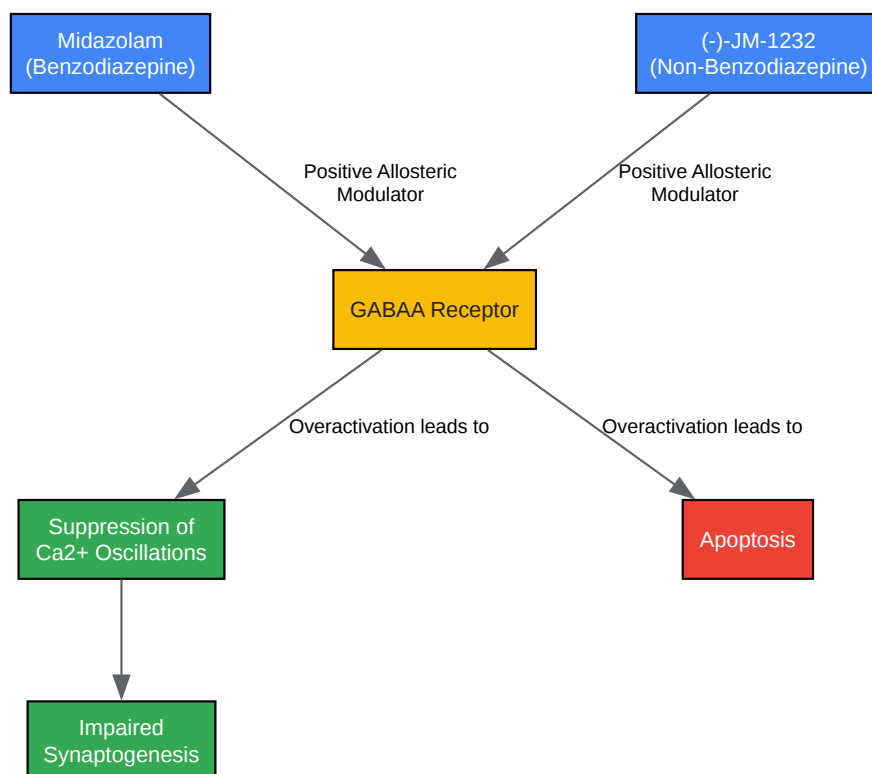 Midazolam
(Benzodiazepine)
(-)-JM-1232
(Non-Benzodiazepine)
Positive Allosteric
Modulator
Positive Allosteric
Modulator
GABAA Receptor
Overactivation leads to
Overactivation leads to
Suppression of
Ca2+ Oscillations
Apoptosis
Impaired
Synaptogenesis